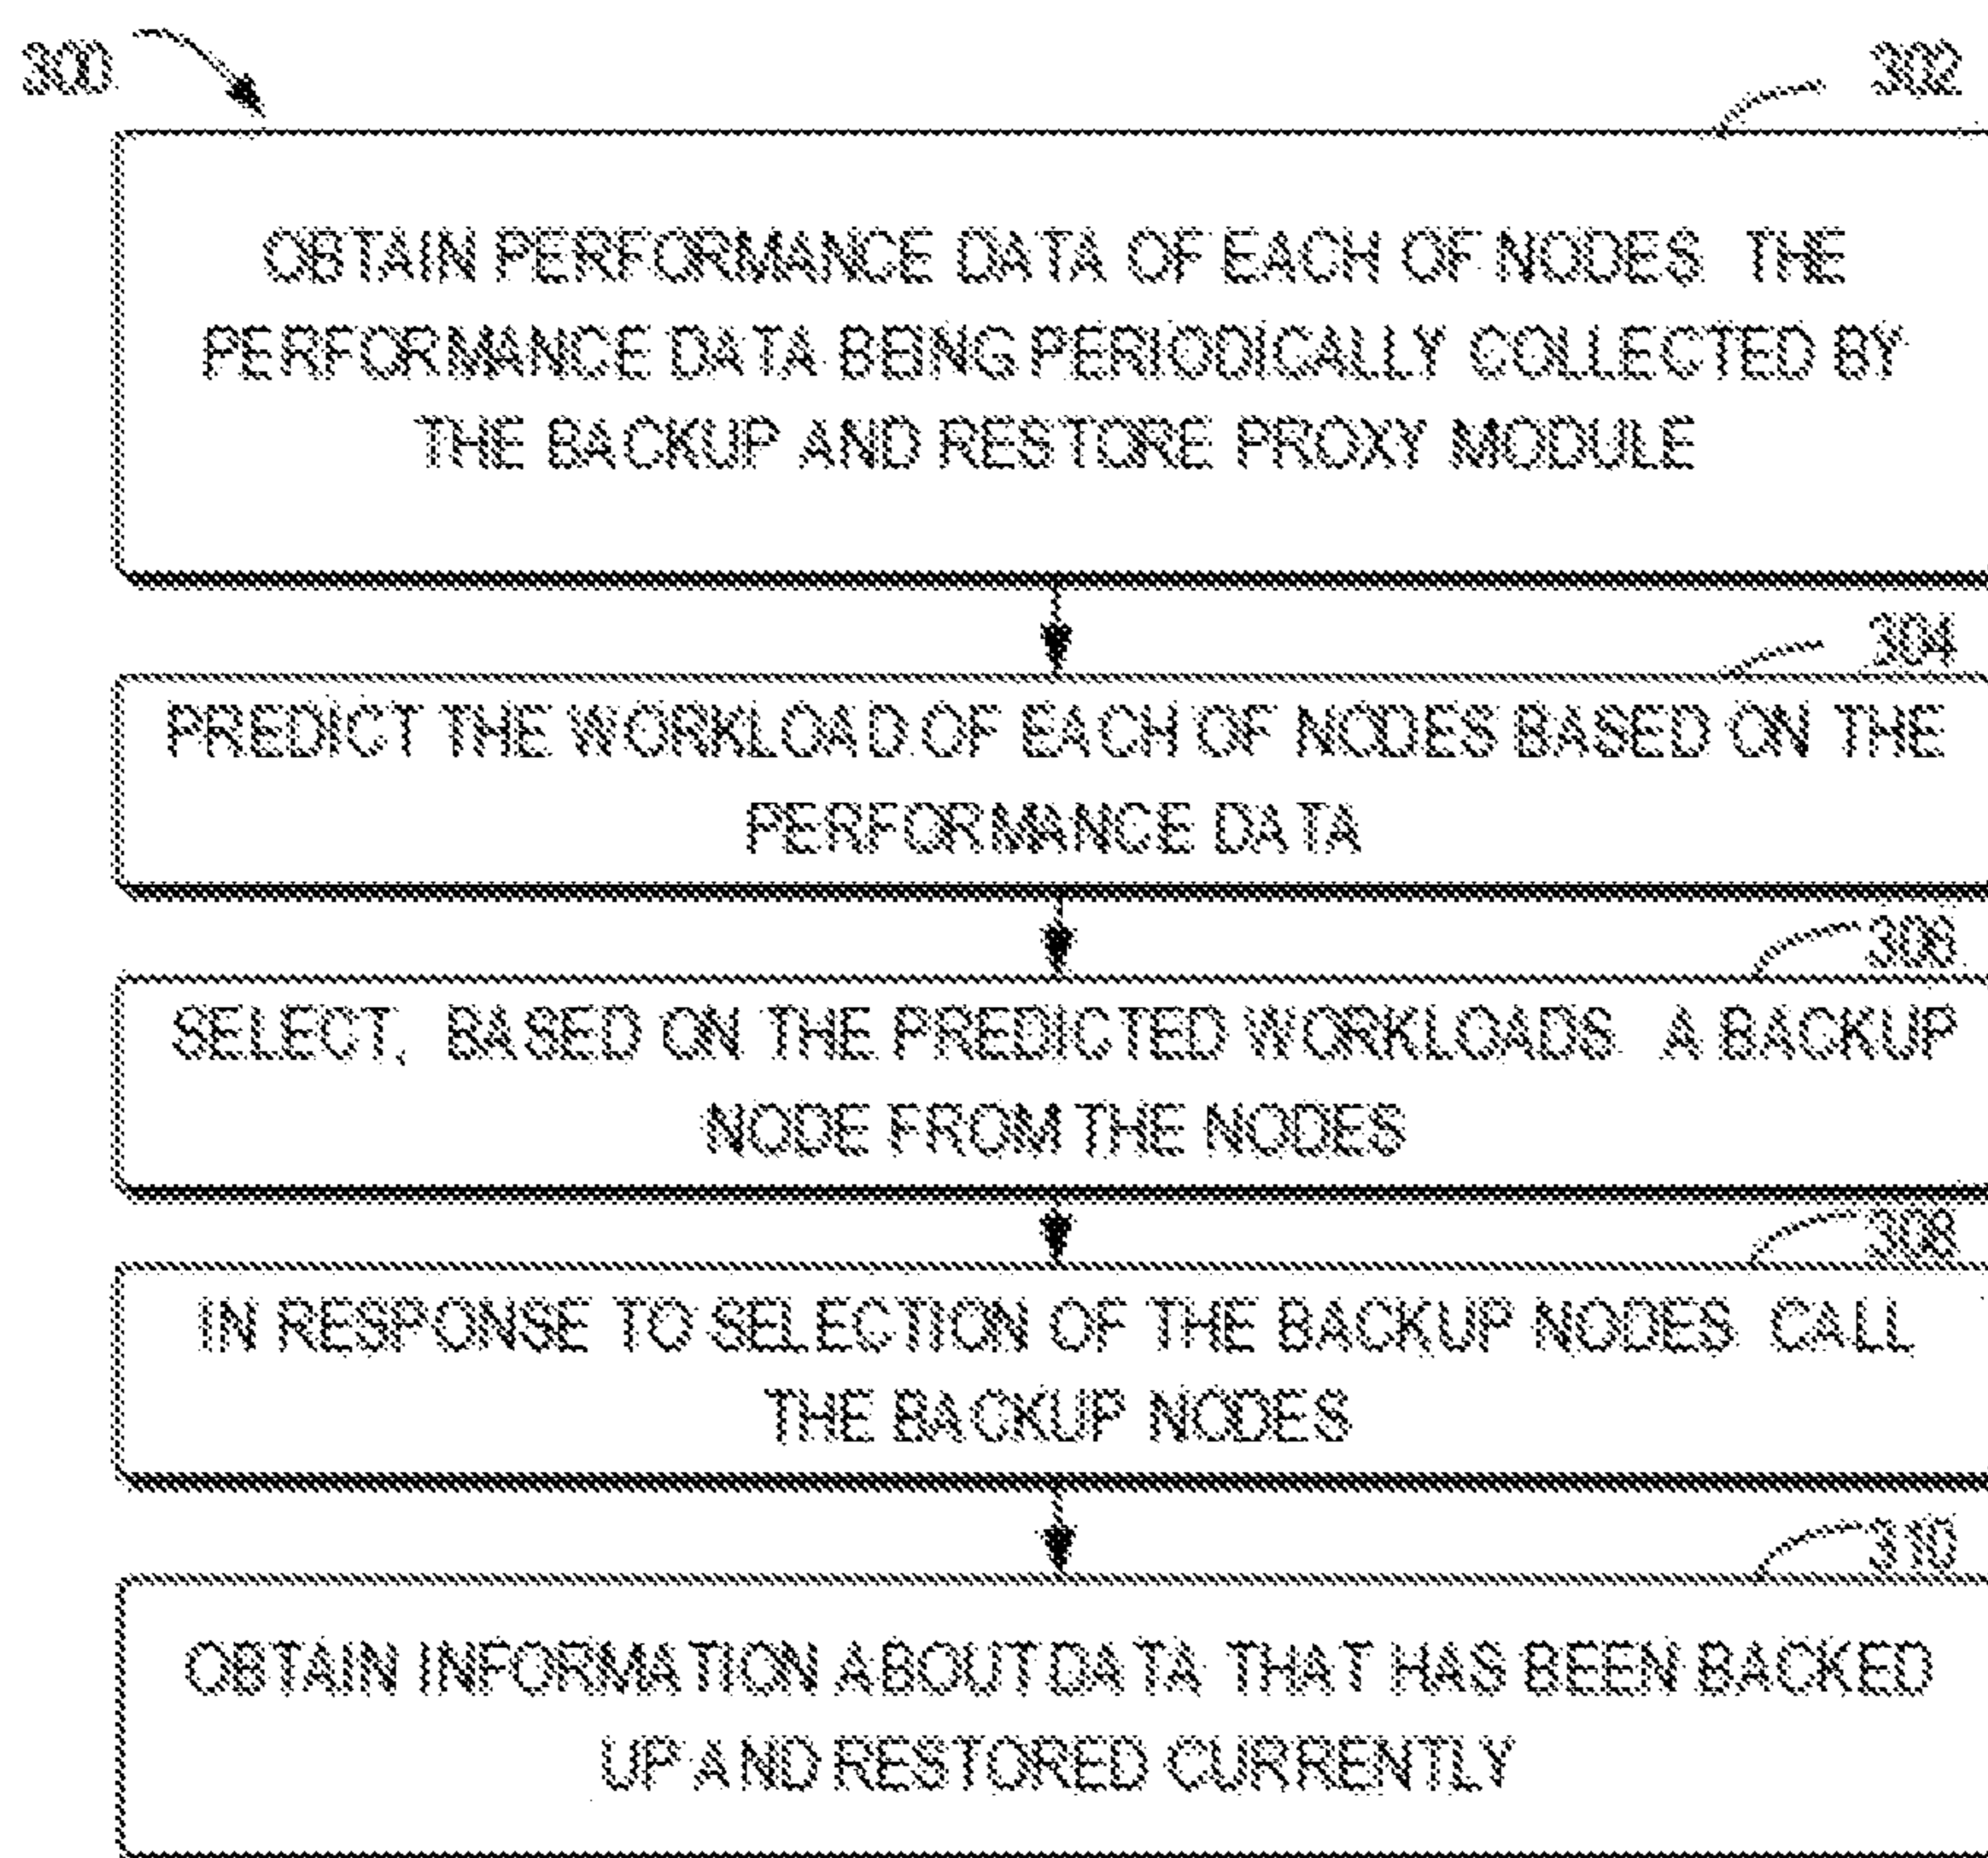 300
302
OBTAIN PERFORMANCE DATA OF EACH OF NODES THE
PERFORMANCE DATA BEING PERIODICALLY COLLECTED BY
THE BACKUP AND RESTORE PROXY MODULE
304
PREDICT THE WORKLOAD OF EACH OF NODES BASED ON THE
PERFORMANCE DATA
306
SELECT, BASED ON THE PREDICTED WORKLOADS A BACKUP
NODE FROM THE NODES
308
IN RESPONSE TO SELECTION OF THE BACKUP NODES CALL
THE BACKUP NODES
310
OBTAIN INFORMATION ABOUT DATA THAT HAS BEEN BACKED
UP AND RESTORED CURRENTLY